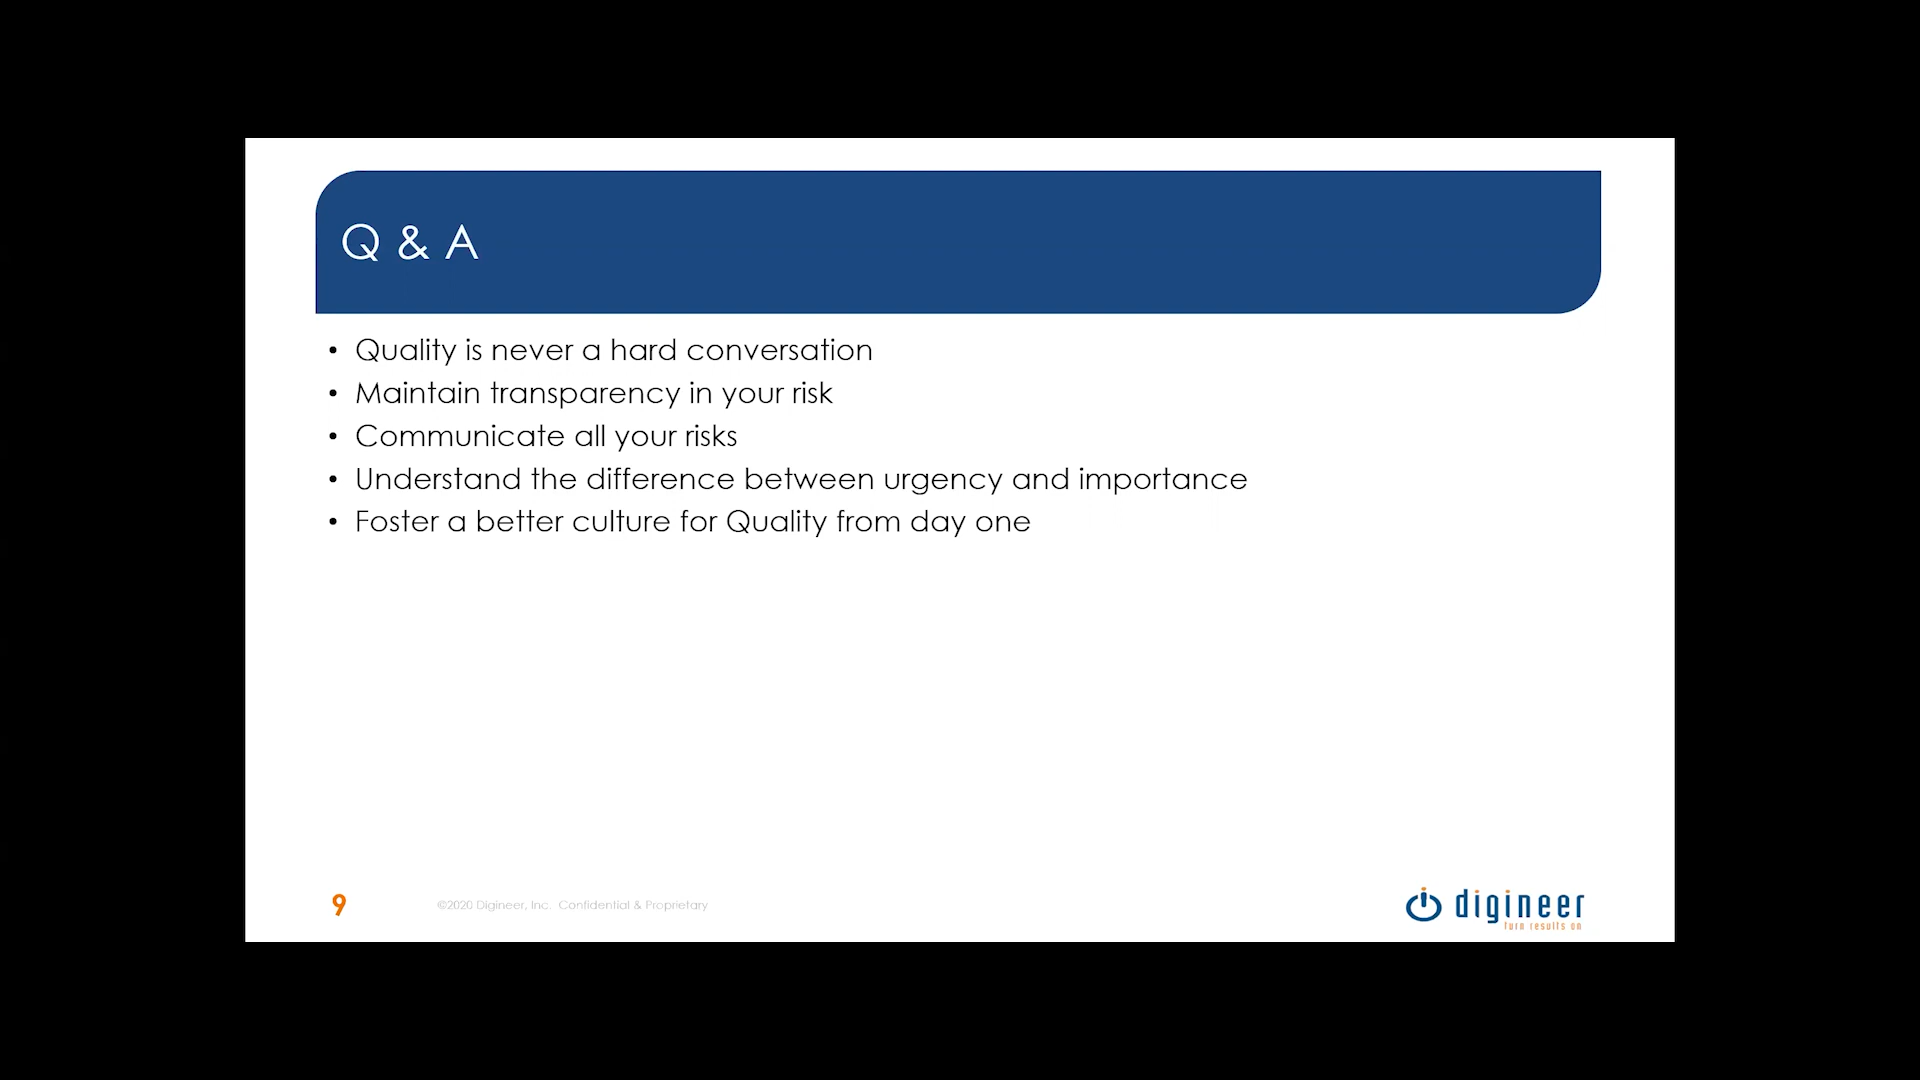 Q & A
• Quality is never a hard conversation
• Maintain transparency in your risk
• Communicate all your risks
• Understand the difference between urgency and importance
• Foster a better culture for Quality from day one
9
©2020 Digineer, Inc. Confidential & Proprietary
digineer
turn results on